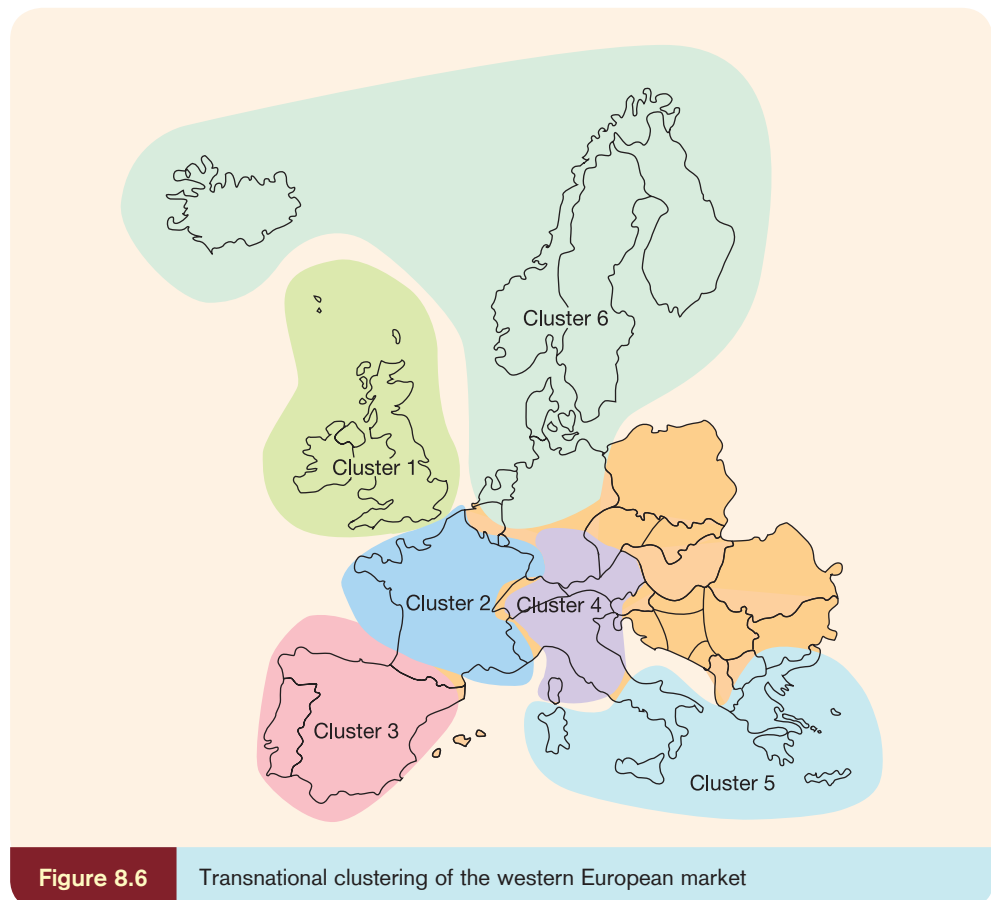 Cluster 6
Cluster 1
Cluster 2
Cluster 4
Cluster 3
Cluster 5
Figure 8.6 Transnational clustering of the western European market